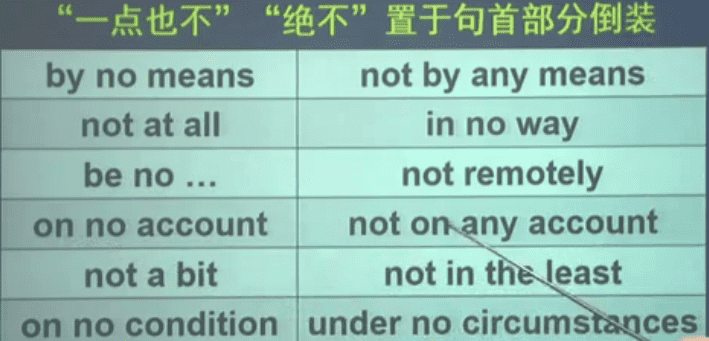 “一点也不”“绝不”置于句首部分倒装
by no means not by any means
not at all in no way
be no ... not remotely
on no account not on any account
not a bit not in the least
on no condition under no circumstances